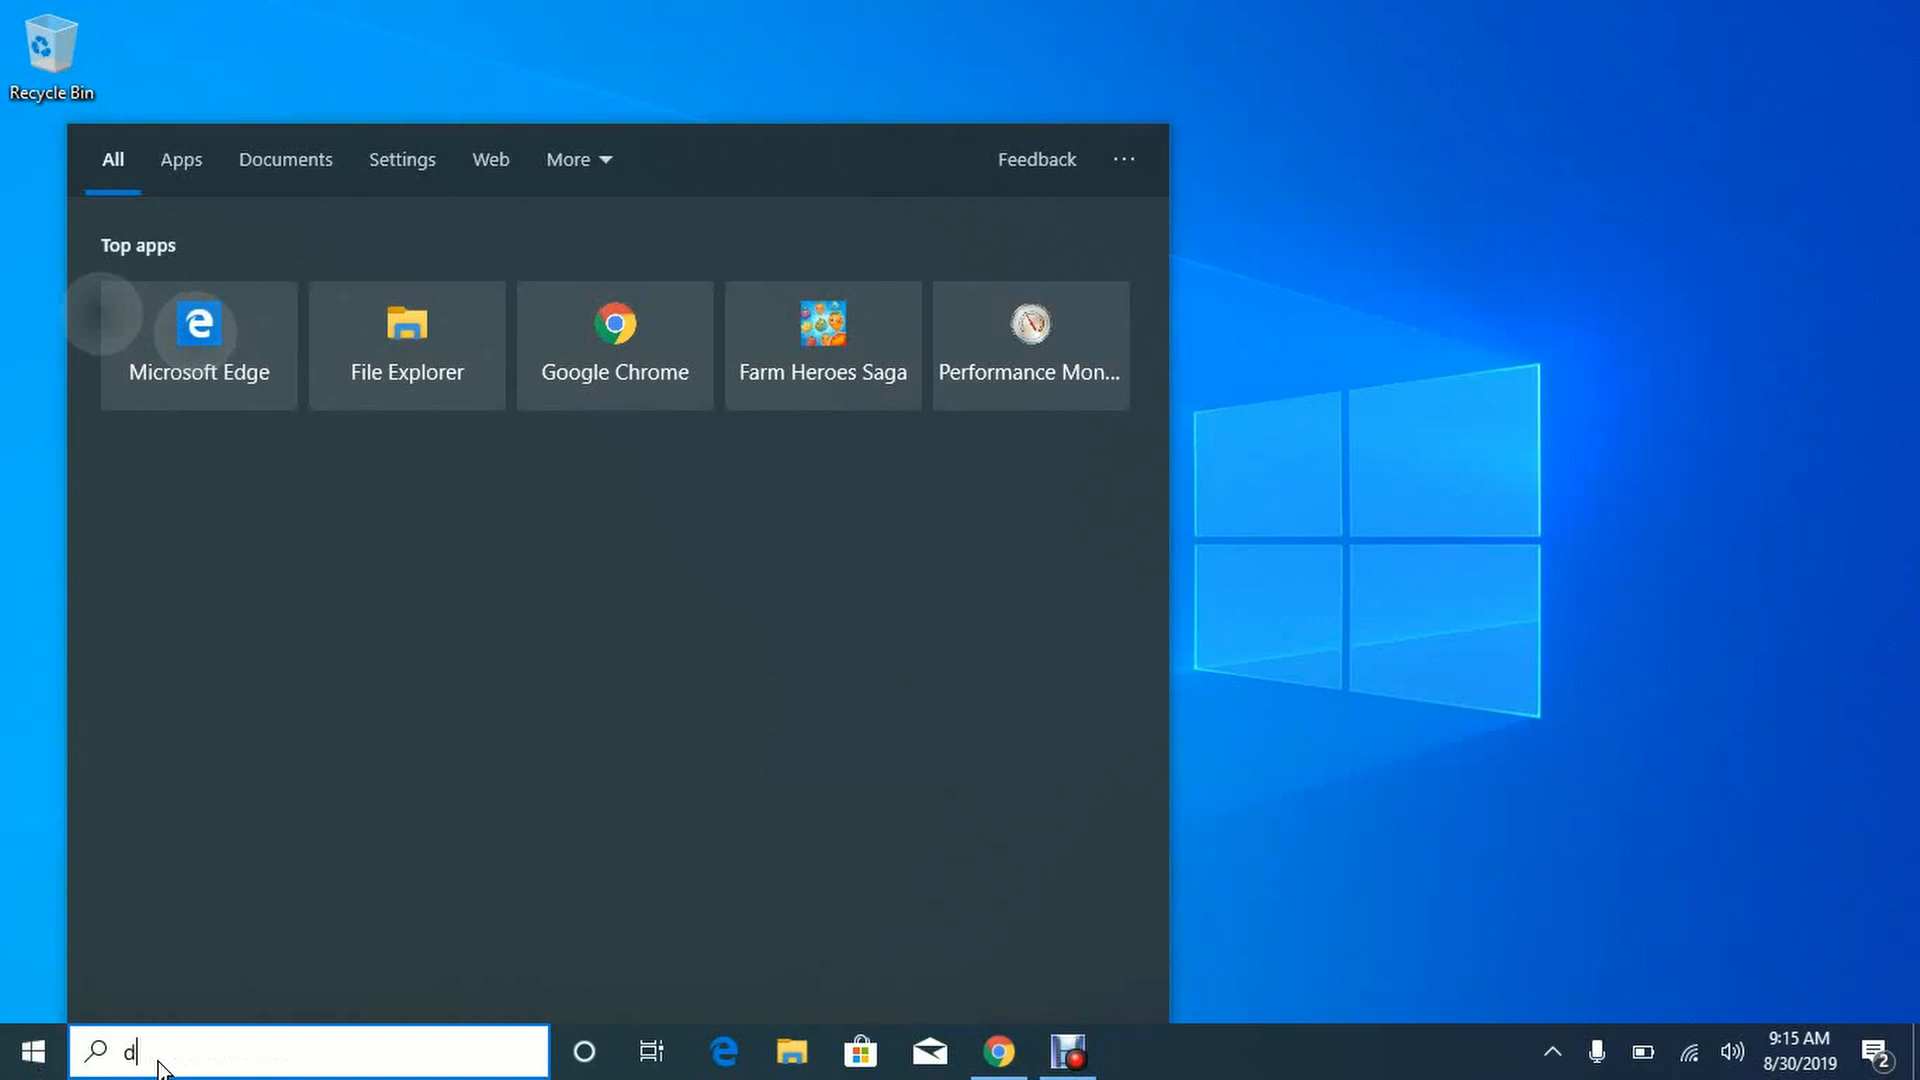 Recycle Bin
All Apps Documents Settings Web More Feedback ...
Top apps
Microsoft Edge File Explorer Google Chrome Farm Heroes Saga Performance Mon...
d
9:15 AM
8/30/2019
2